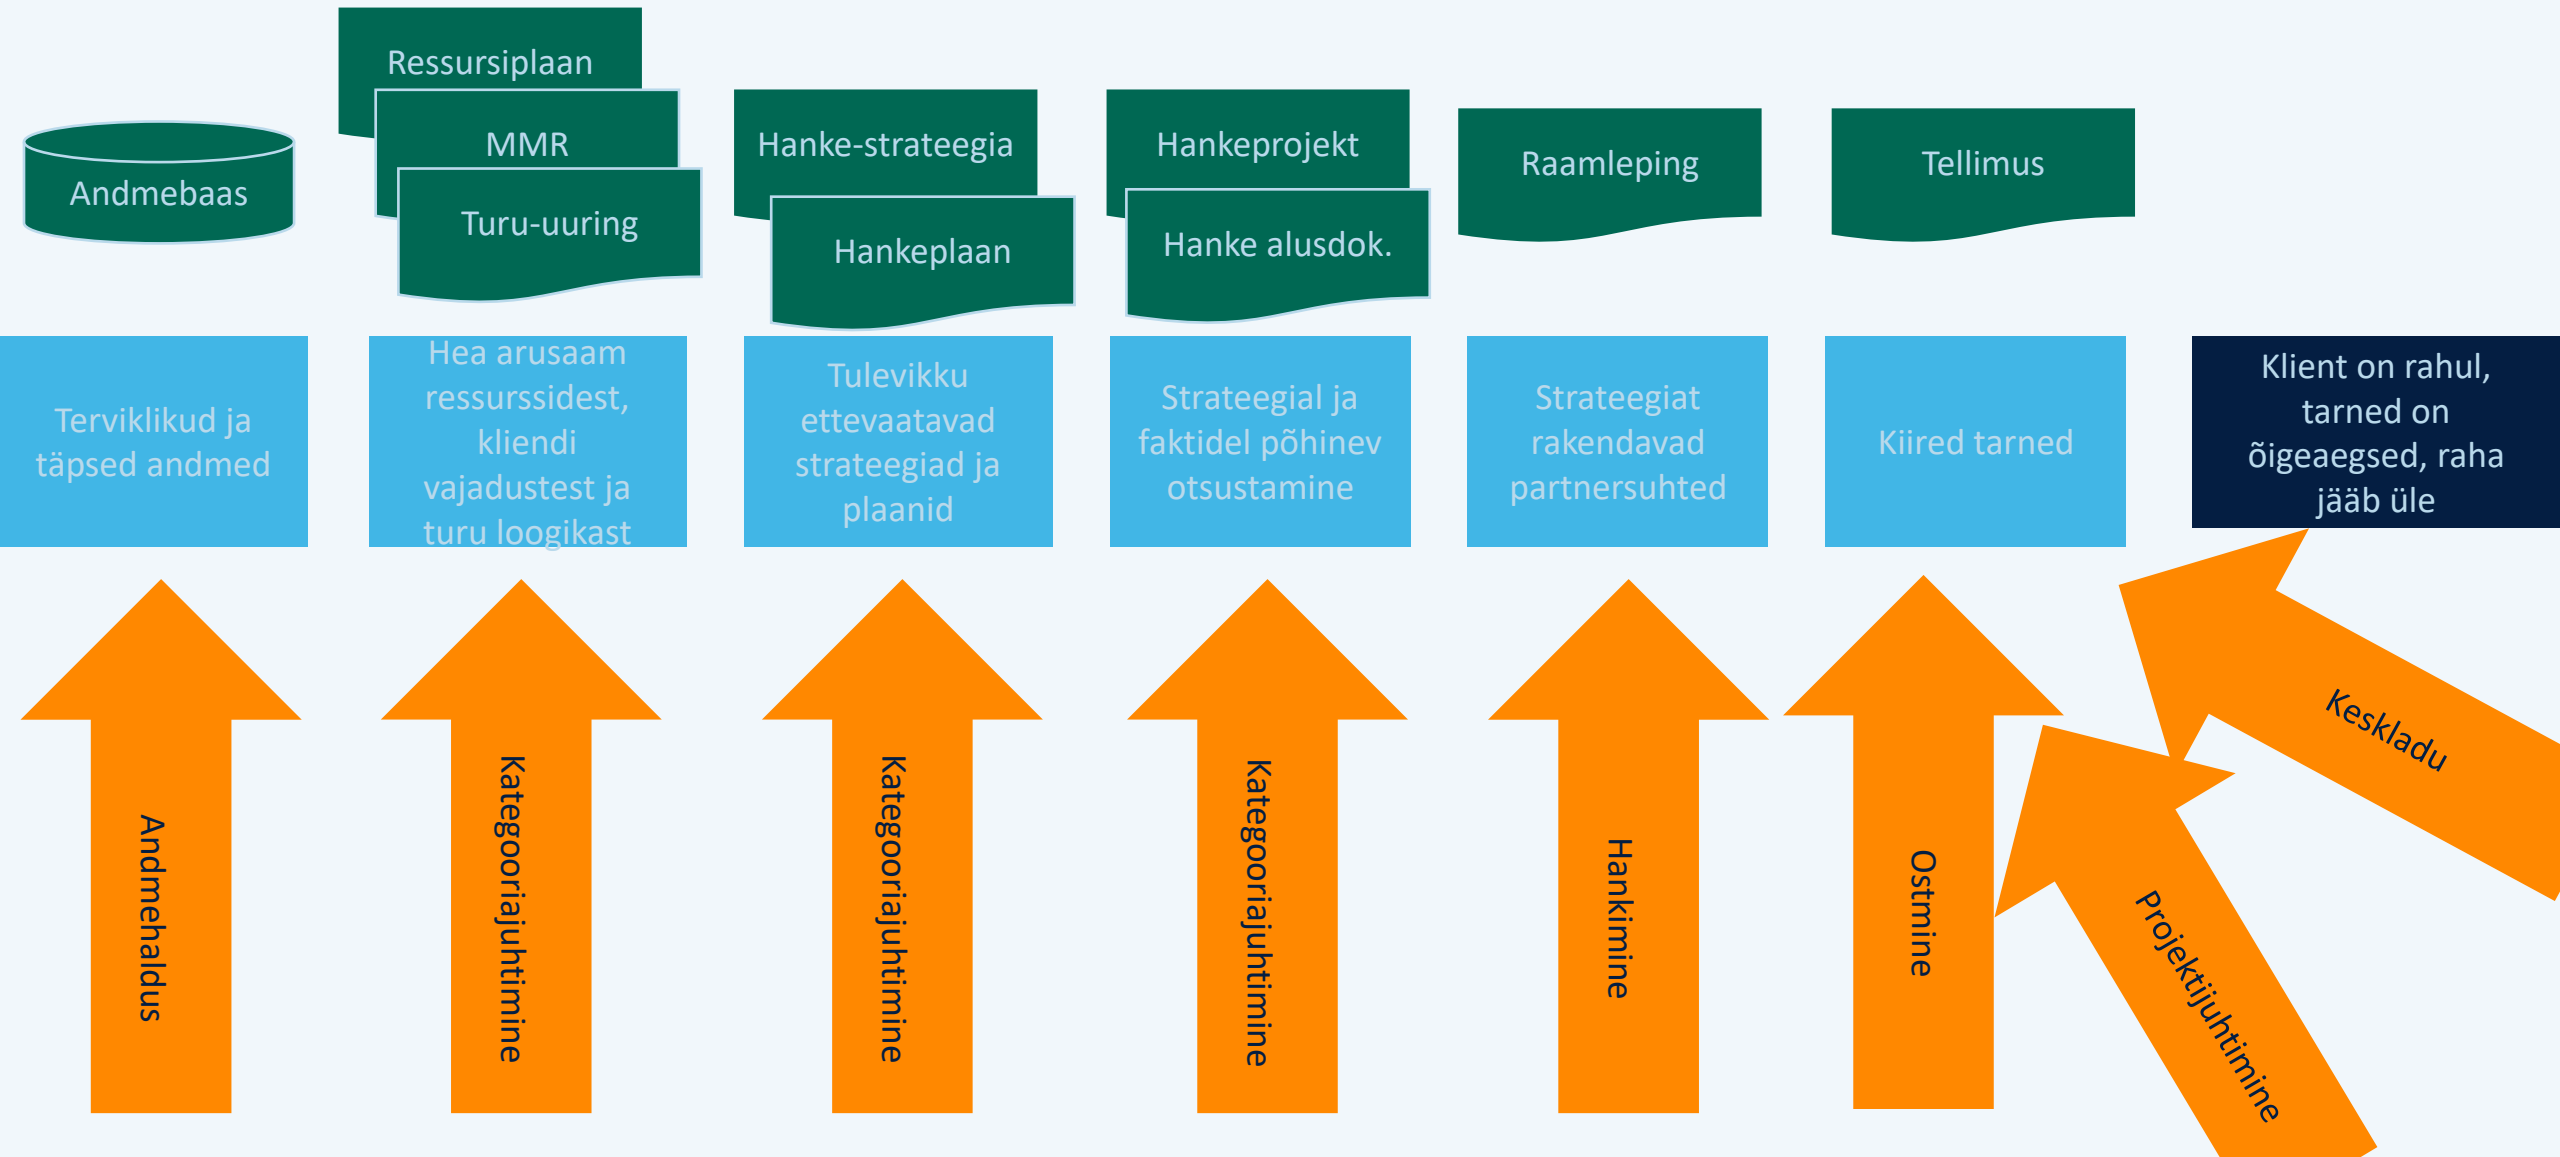 Ressursiplaan
MMR
Turu-uuring
Andmebaas
Hanke-strateegia
Hankeplaan
Hankeprojekt
Hanke alusdok.
Raamleping
Tellimus
Terviklikud ja
täpsed andmed
Hea arusaam
ressurssidest,
kliendi
vajadustest ja
turu loogikast
Tulevikku
ettevaatavad
strateegiad ja
plaanid
Strateegial ja
faktidel põhinev
otsustamine
Strateegiat
rakendavad
partnersuhted
Kiired tarned
Klient on rahul,
tarned on
õigeaegsed, raha
jääb üle
Andmehaldus
Kategooriajuhtimine
Kategooriajuhtimine
Kategooriajuhtimine
Hankimine
Ostmine
Projektijuhtimine
Keskladu